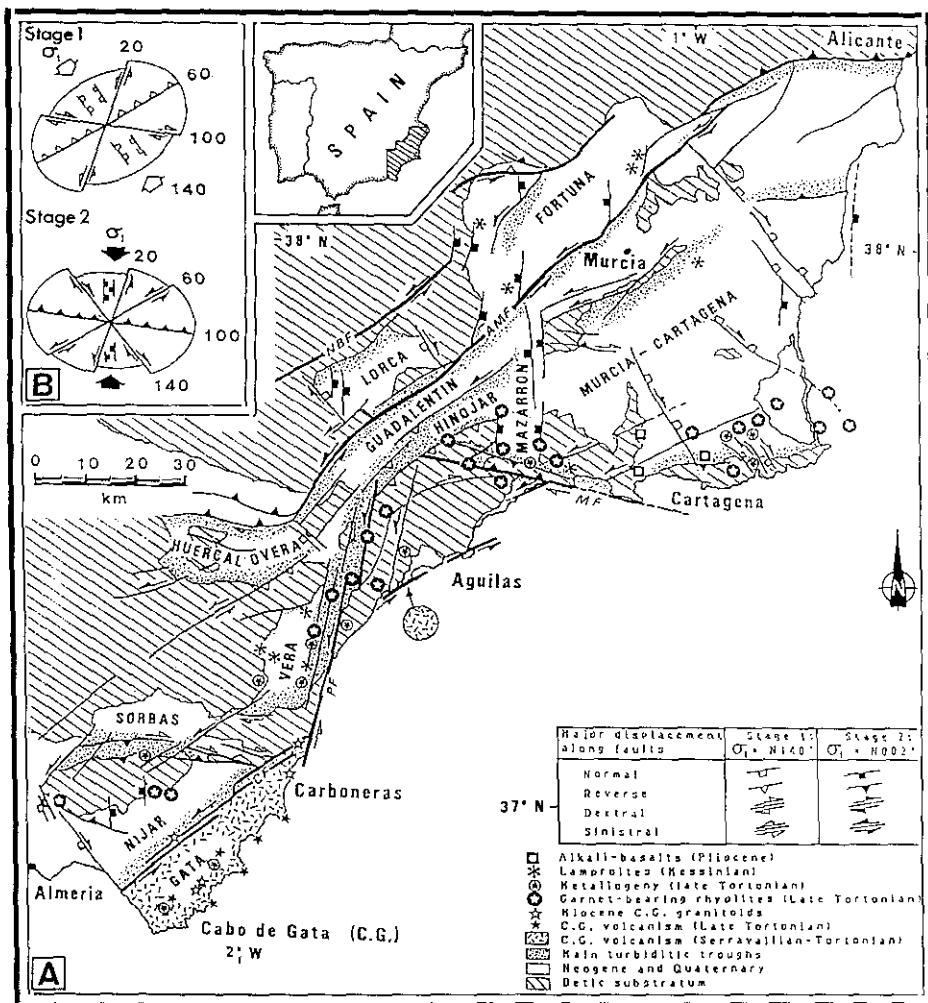 Stage 1
σ1
20
60
100
140
Stage 2
σ1
20
60
100
140
B
SPAIN
1° W
Alicante
38° N
38° N
FORTUNA
Murcia
NBF
AMF
LORCA
GUADALENTIN
HINOJAR
MAZARRON
MURCIA - CARTAGENA
0 10 20 30
km
MF
Cartagena
HUERCAL OVERA
Aguilas
N
VERA
PF
SORBAS
CF
Carboneras
NIJAR
GATA
Almeria
Cabo de Gata (C.G.)
2° W
37° N
A
Major displacement along faults
Stage 1: σ1 = N140°
Stage 2: σ1 = N002°
Normal
Reverse
Dextral
Sinistral
Alkali-basalts (Pliocene)
Lamproites (Messinian)
Metallogeny (late Tortonian)
Garnet-bearing rhyolites (Late Tortonian)
Miocene C.G. granitoids
C.G. volcanism (Late Tortonian)
C.G. volcanism (Serravallian-Tortonian)
Main turbiditic troughs
Neogene and Quaternary
Betic substratum